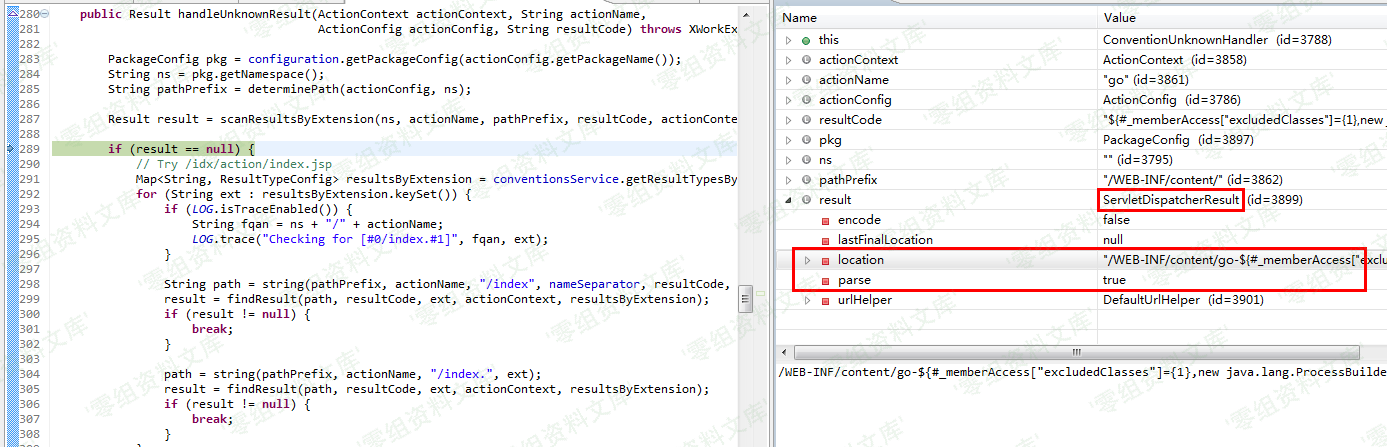 280 public Result handleUnknownResult(ActionContext actionContext, String actionName,
281 ActionConfig actionConfig, String resultCode) throws XWorkEx
282
283 PackageConfig pkg = configuration.getPackageConfig(actionConfig.getPackageName());
284 String ns = pkg.getNamespace();
285 String pathPrefix = determinePath(actionConfig, ns);
286
287 Result result = scanResultsByExtension(ns, actionName, pathPrefix, resultCode, actionConte
288
289 if (result == null) {
290 // Try /idx/action/index.jsp
291 Map<String, ResultTypeConfig> resultsByExtension = conventionsService.getResultTypesBy
292 for (String ext : resultsByExtension.keySet()) {
293 if (LOG.isTraceEnabled()) {
294 String fqan = ns + "/" + actionName;
295 LOG.trace("Checking for [#0/index.#1]", fqan, ext);
296 }
297
298 String path = string(pathPrefix, actionName, "/index", nameSeparator, resultCode,
299 result = findResult(path, resultCode, ext, actionContext, resultsByExtension);
300 if (result != null) {
301 break;
302 }
303
304 path = string(pathPrefix, actionName, "/index.", ext);
305 result = findResult(path, resultCode, ext, actionContext, resultsByExtension);
306 if (result != null) {
307 break;
308 }
Name Value
this ConventionUnknownHandler (id=3788)
actionContext ActionContext (id=3858)
actionName "go" (id=3861)
actionConfig ActionConfig (id=3786)
resultCode "${#_memberAccess["excludedClasses"]={1},new j
pkg PackageConfig (id=3897)
ns "" (id=3795)
pathPrefix "/WEB-INF/content/" (id=3862)
result ServletDispatcherResult (id=3899)
encode false
lastFinalLocation null
location "/WEB-INF/content/go-${#_memberAccess["exclu
parse true
urlHelper DefaultUrlHelper (id=3901)
/WEB-INF/content/go-${#_memberAccess["excludedClasses"]={1},new java.lang.ProcessBuilde
'零组资料文库'